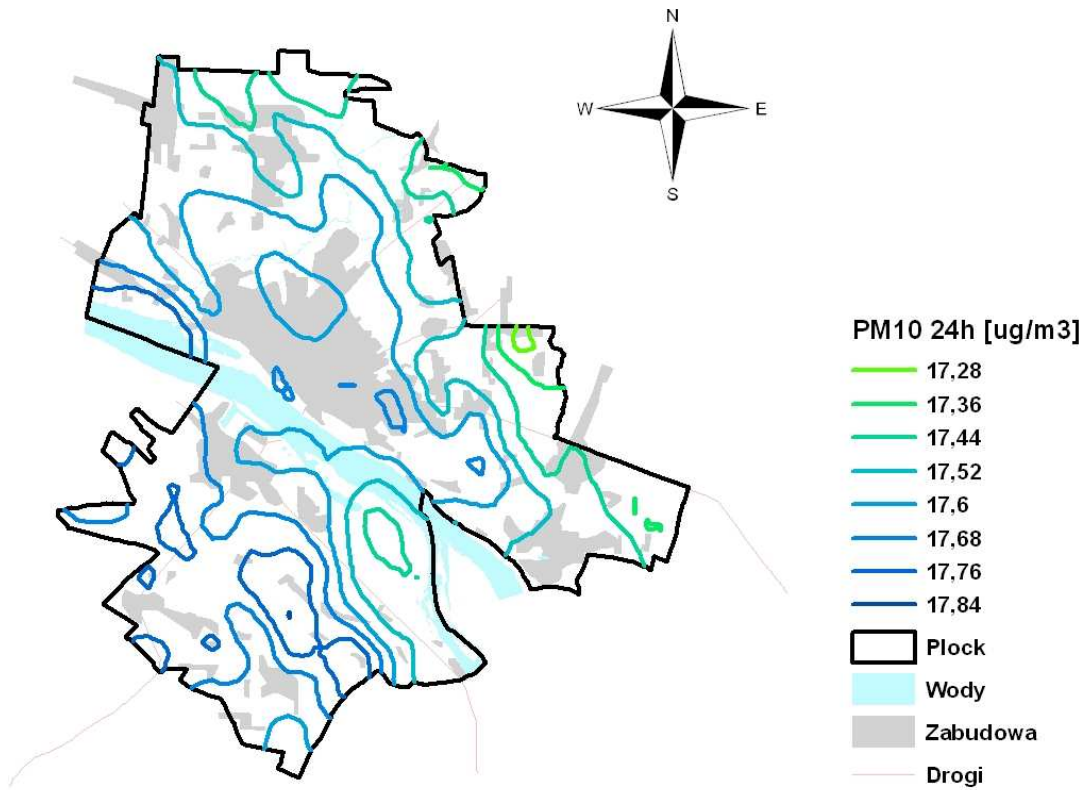 N
W
E
S
PM10 24h [ug/m3]
17,28
17,36
17,44
17,52
17,6
17,68
17,76
17,84
Plock
Wody
Zabudowa
Drogi